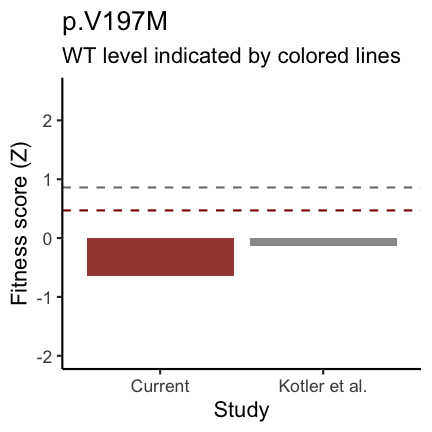 p.V197M
WT level indicated by colored lines
Fitness score (Z)
2
1
0
-1
-2
Current
Kotler et al.
Study